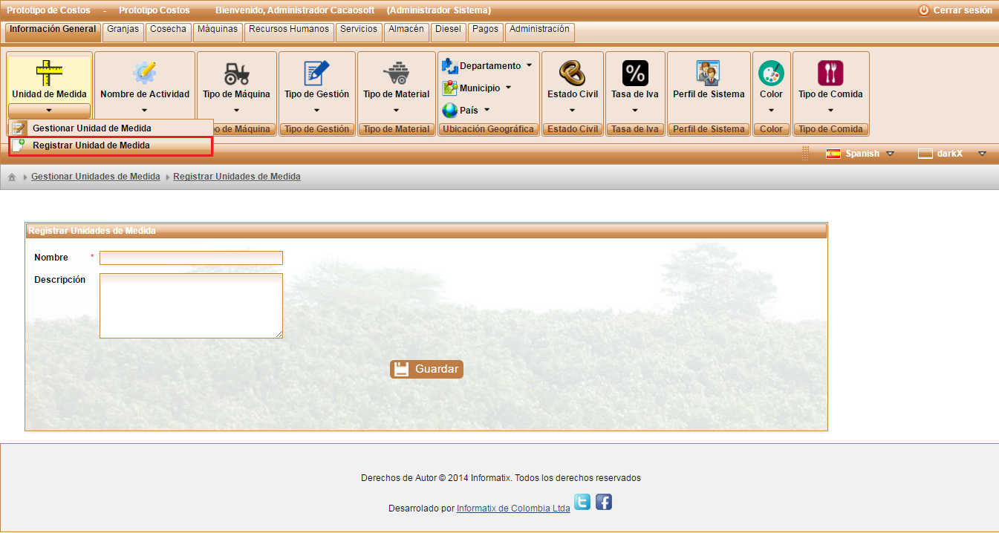 Prototipo de Costos - Prototipo Costos Bienvenido, Administrador Cacaosoft (Administrador Sistema) Cerrar sesión
Información General Granjas Cosecha Máquinas Recursos Humanos Servicios Almacén Diesel Pagos Administración
Departamento
Unidad de Medida Nombre de Actividad Tipo de Máquina Tipo de Gestión Tipo de Material Municipio Estado Civil Tasa de Iva Perfil de Sistema Color Tipo de Comida
País
Gestionar Unidad de Medida po de Máquina Tipo de Gestión Tipo de Material Ubicación Geográfica Estado Civil Tasa de Iva Perfil de Sistema Color Tipo de Comida
Registrar Unidad de Medida
Spanish darkX
Gestionar Unidades de Medida Registrar Unidades de Medida
Registrar Unidades de Medida
Nombre *
Descripción
Guardar
Derechos de Autor © 2014 Informatix. Todos los derechos reservados
Desarrolado por Informatix de Colombia Ltda